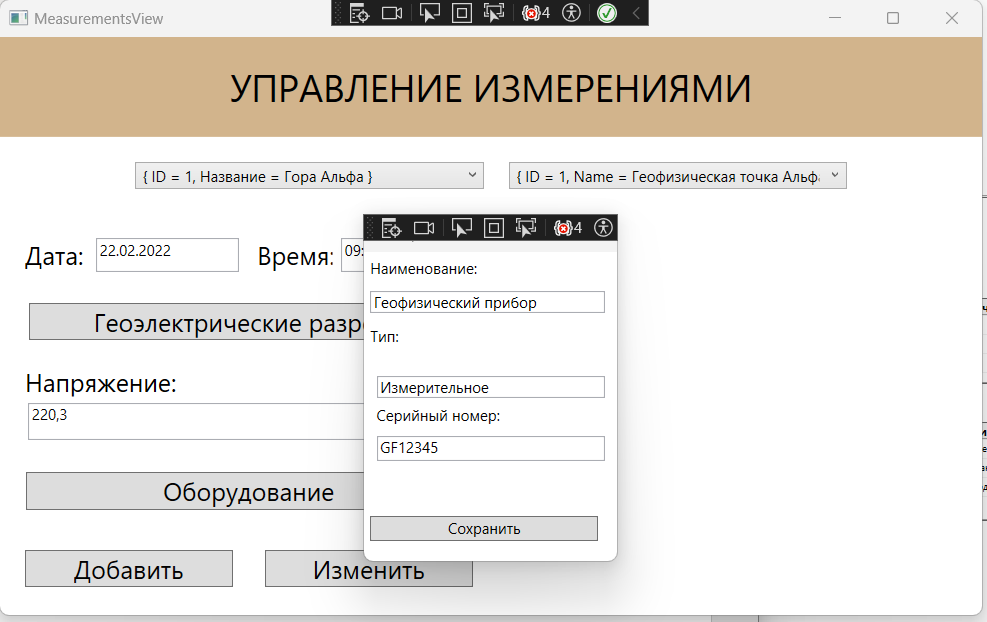 MeasurementsView
4
УПРАВЛЕНИЕ ИЗМЕРЕНИЯМИ
{ ID = 1, Название = Гора Альфа }
{ ID = 1, Name = Геофизическая точка Альф
Дата:
22.02.2022
Время:
09:
Геоэлектрические разр
Напряжение:
220,3
Оборудование
Добавить
Изменить
4
Наименование:
Геофизический прибор
Тип:
Измерительное
Серийный номер:
GF12345
Сохранить